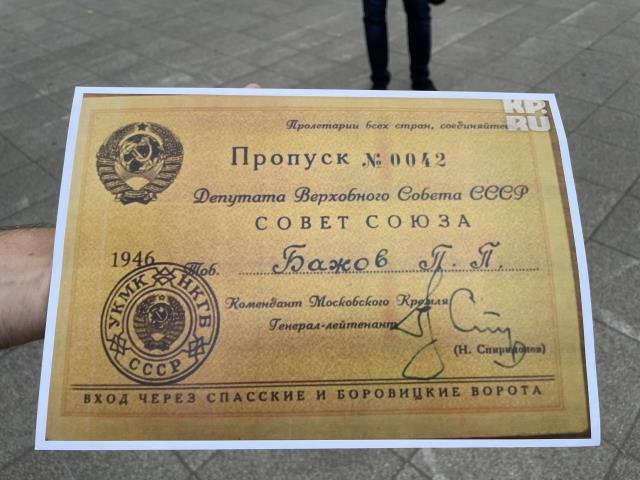 KP.
RU
Пролетарии всех стран, соединяйтесь
Пропуск № 0042
Депутата Верховного Совета СССР
СОВЕТ СОЮЗА
1946
Тов. Бажов П. П.
Комендант Московского Кремля
Генерал-лейтенант
(Н. Спиридонов)
УКМК НКГБ
СССР
ВХОД ЧЕРЕЗ СПАССКИЕ И БОРОВИЦКИЕ ВОРОТА